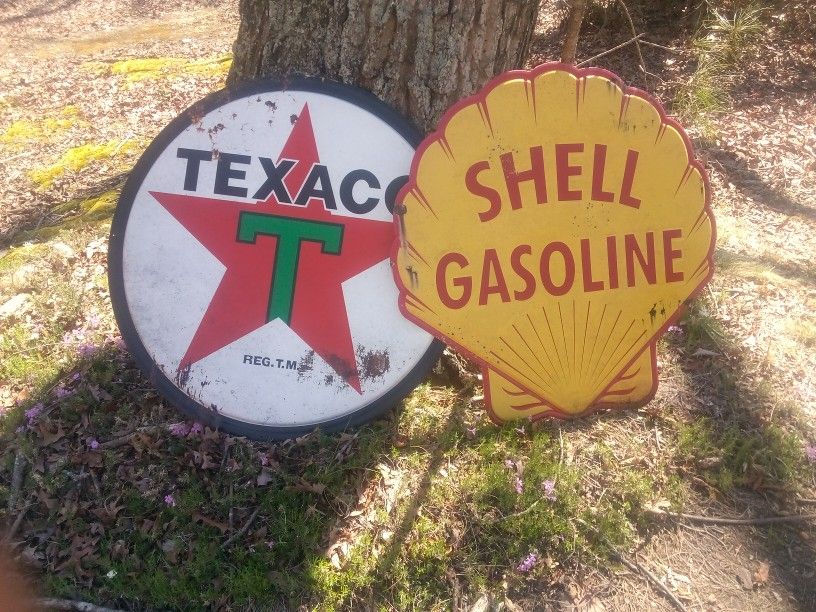 TEXACO
T
REG. T.M.
SHELL
GASOLINE